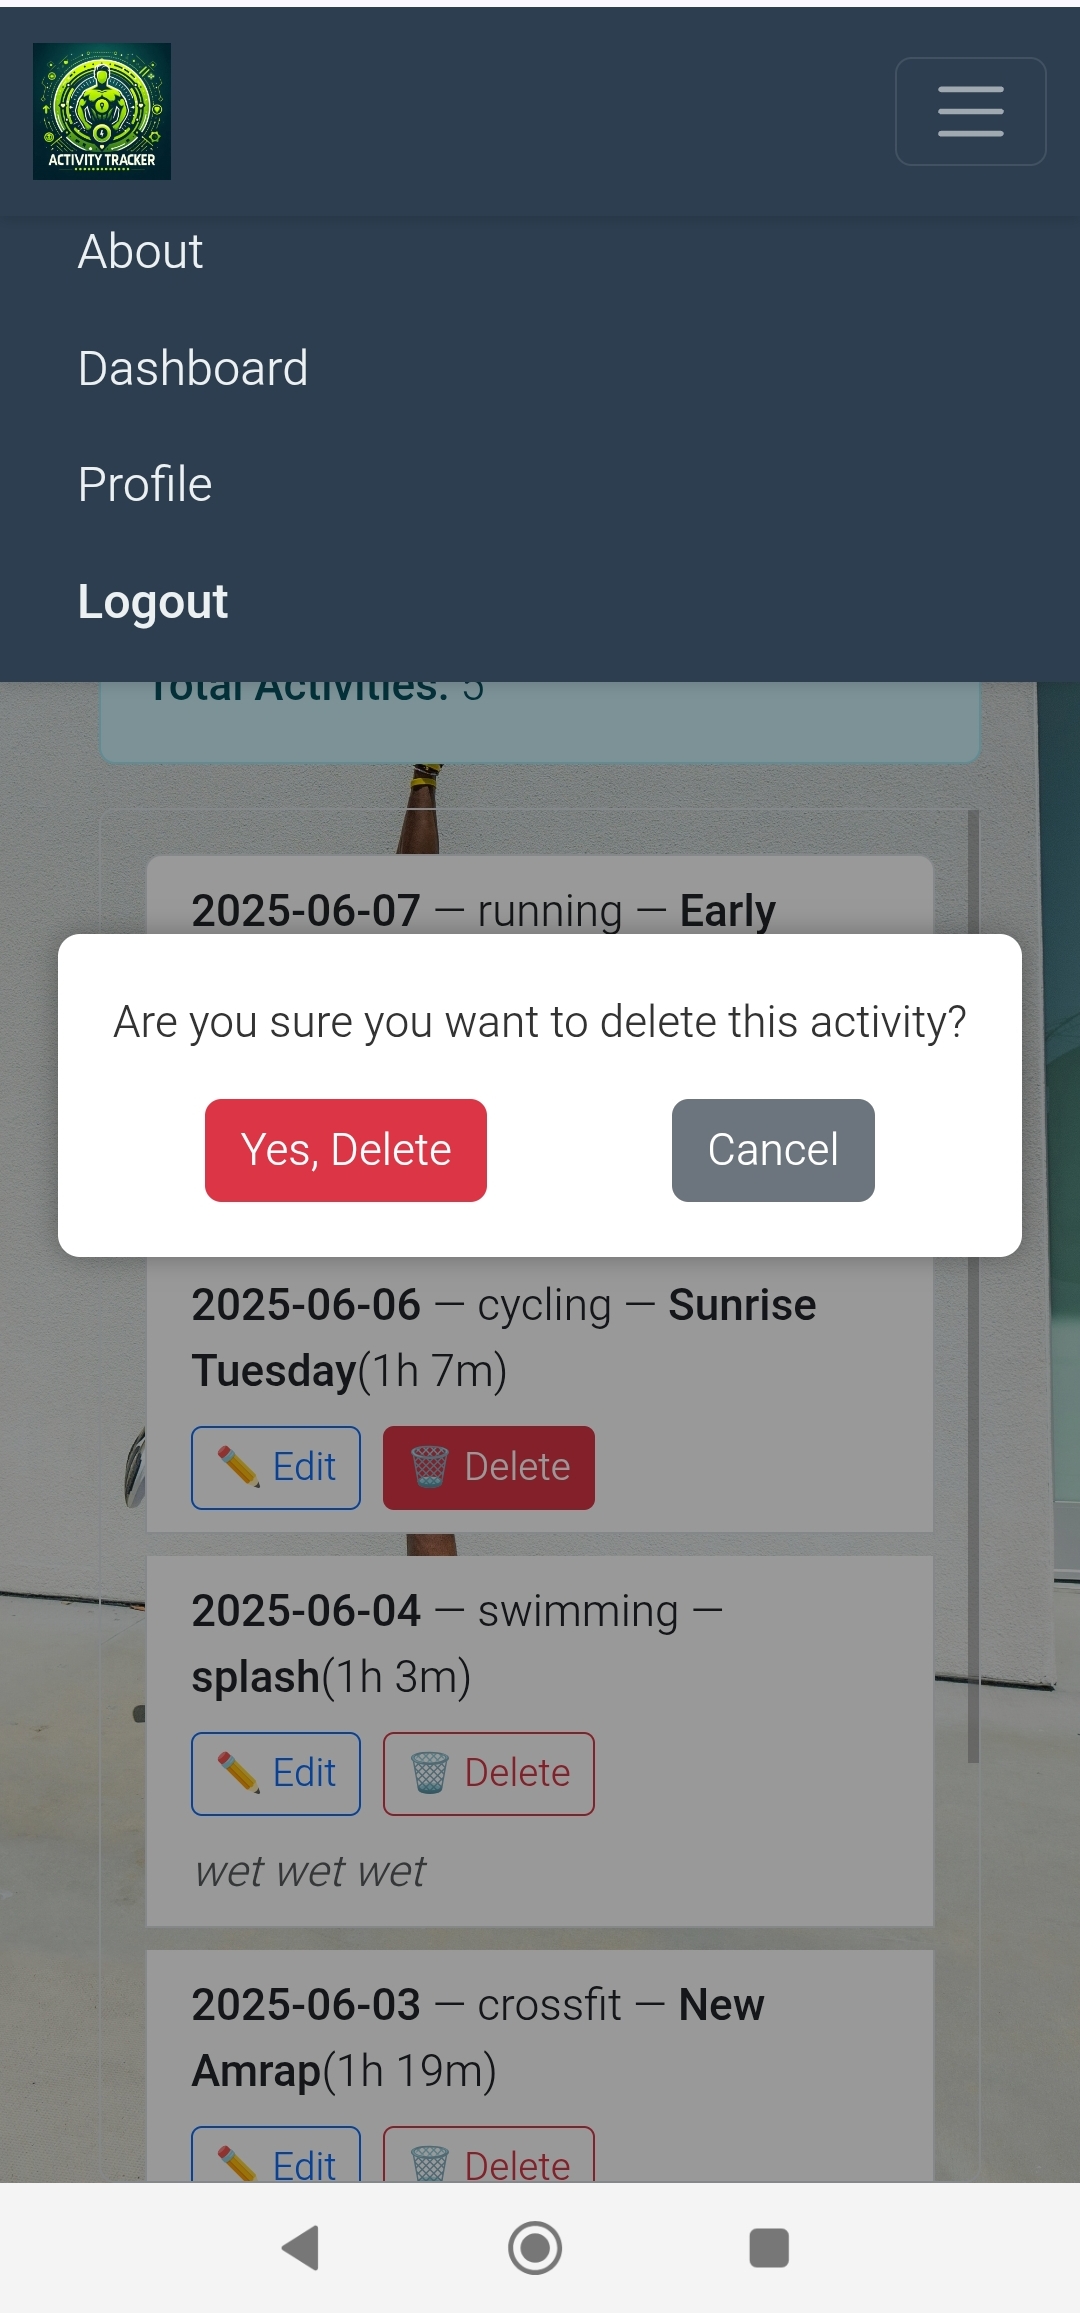 ACTIVITY TRACKER
About
Dashboard
Profile
Logout
Total Activities: 5
2025-06-07 — running — Early
Are you sure you want to delete this activity?
Yes, Delete
Cancel
2025-06-06 — cycling — Sunrise
Tuesday(1h 7m)
Edit
Delete
2025-06-04 — swimming —
splash(1h 3m)
Edit
Delete
wet wet wet
2025-06-03 — crossfit — New
Amrap(1h 19m)
Edit
Delete